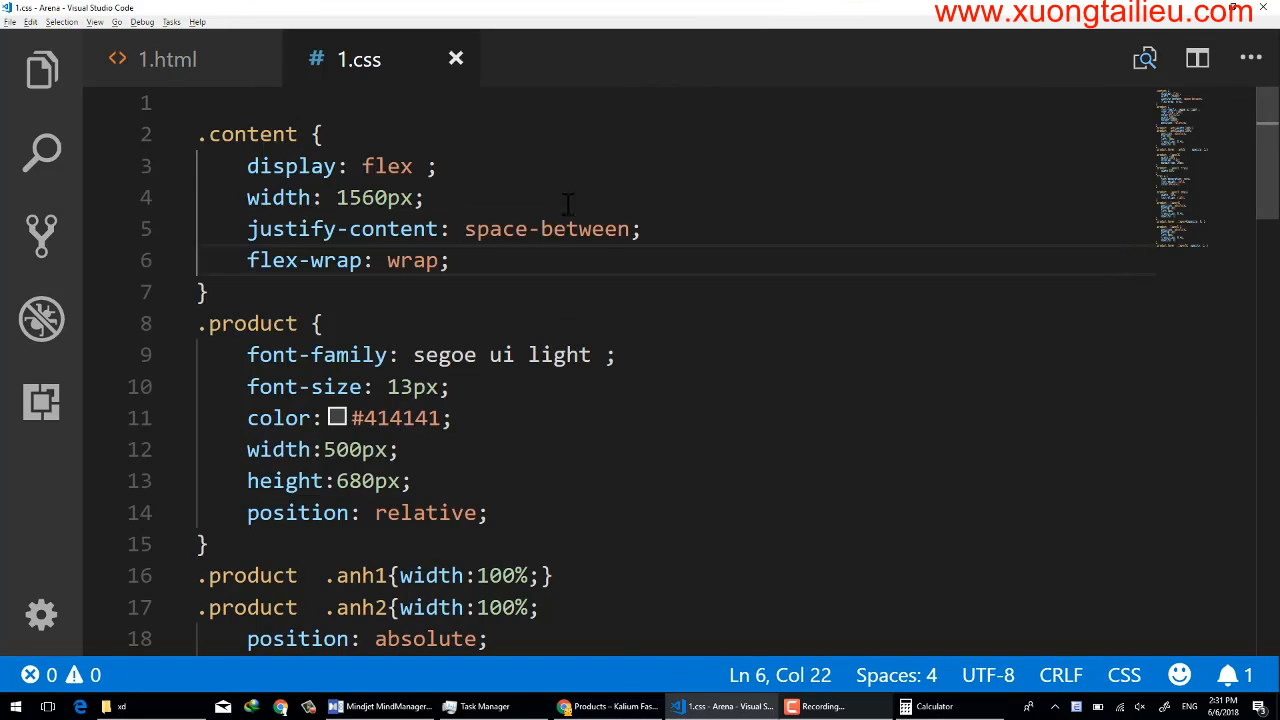 1.css - Arena - Visual Studio Code
www.xuongtailieu.com
File Edit Selection View Go Debug Tasks Help
<> 1.html
# 1.css
1
2 .content {
3 display: flex ;
4 width: 1560px;
5 justify-content: space-between;
6 flex-wrap: wrap;
7 }
8 .product {
9 font-family: segoe ui light ;
10 font-size: 13px;
11 color: #414141;
12 width:500px;
13 height:680px;
14 position: relative;
15 }
16 .product  .anh1{width:100%;}
17 .product  .anh2{width:100%;
18 position: absolute;
0 0 Ln 6, Col 22 Spaces: 4 UTF-8 CRLF CSS 1
xd Mindjet MindManager... Task Manager Products – Kalium Fas... 1.css - Arena - Visual S... Recording... Calculator 2:31 PM
6/6/2018